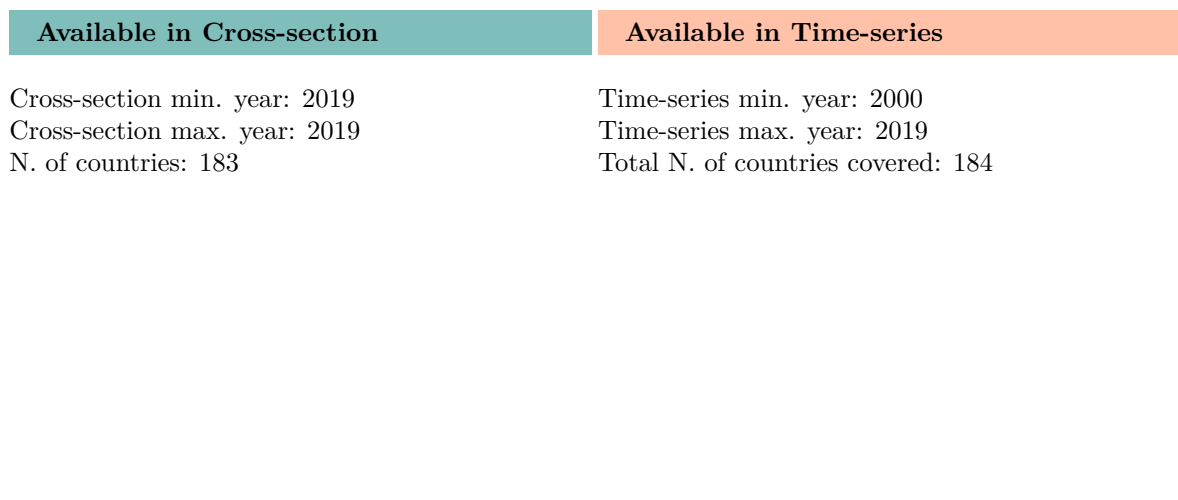 Available in Cross-section
Cross-section min. year: 2019
Cross-section max. year: 2019
N. of countries: 183
Available in Time-series
Time-series min. year: 2000
Time-series max. year: 2019
Total N. of countries covered: 184